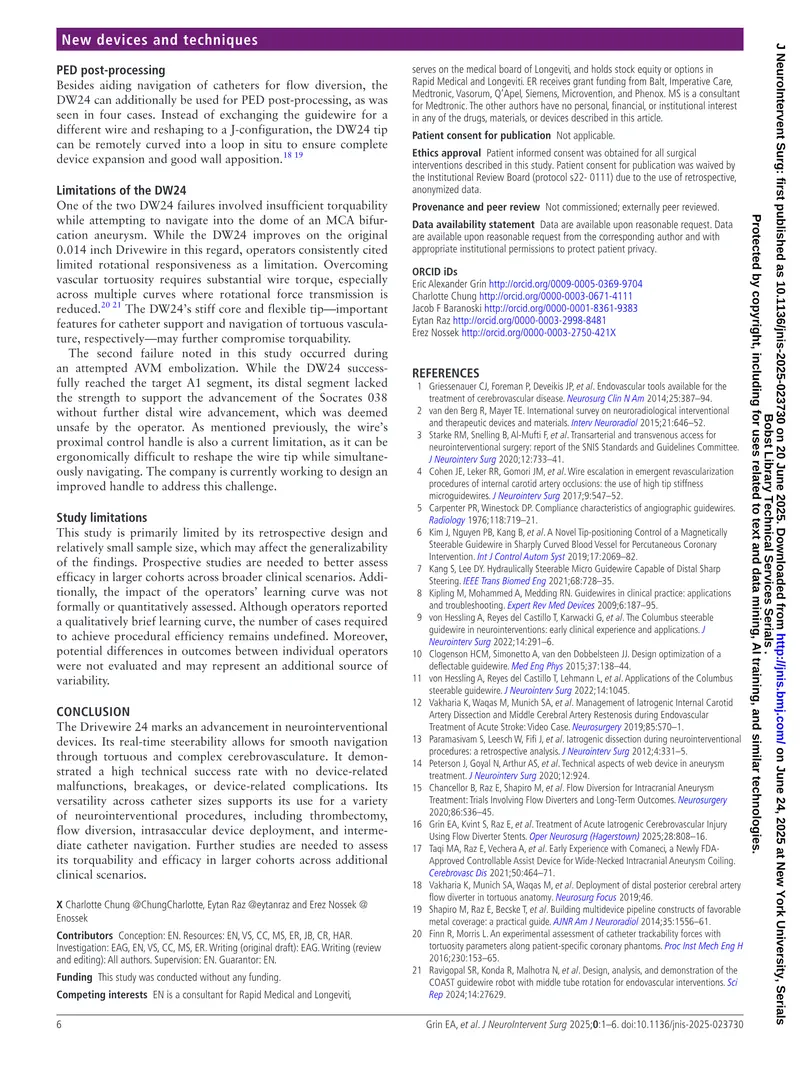 New devices and techniques
PED post-processing
Besides aiding navigation of catheters for flow diversion, the
DW24 can additionally be used for PED post-processing, as was
seen in four cases. Instead of exchanging the guidewire for a
different wire and reshaping to a J-configuration, the DW24 tip
can be remotely curved into a loop in situ to ensure complete
device expansion and good wall apposition.18 19
Limitations of the DW24
One of the two DW24 failures involved insufficient torquability
while attempting to navigate into the dome of an MCA bifur-
cation aneurysm. While the DW24 improves on the original
0.014 inch Drivewire in this regard, operators consistently cited
limited rotational responsiveness as a limitation. Overcoming
vascular tortuosity requires substantial wire torque, especially
across multiple curves where rotational force transmission is
reduced.20 21 The DW24's stiff core and flexible tip—important
features for catheter support and navigation of tortuous vascula-
ture, respectively—may further compromise torquability.
The second failure noted in this study occurred during
an attempted AVM embolization. While the DW24 success-
fully reached the target A1 segment, its distal segment lacked
the strength to support the advancement of the Socrates 038
without further distal wire advancement, which was deemed
unsafe by the operator. As mentioned previously, the wire's
proximal control handle is also a current limitation, as it can be
ergonomically difficult to reshape the wire tip while simultane-
ously navigating. The company is currently working to design an
improved handle to address this challenge.
Study limitations
This study is primarily limited by its retrospective design and
relatively small sample size, which may affect the generalizability
of the findings. Prospective studies are needed to better assess
efficacy in larger cohorts across broader clinical scenarios. Addi-
tionally, the impact of the operators' learning curve was not
formally or quantitatively assessed. Although operators reported
a qualitatively brief learning curve, the number of cases required
to achieve procedural efficiency remains undefined. Moreover,
potential differences in outcomes between individual operators
were not evaluated and may represent an additional source of
variability.
CONCLUSION
The Drivewire 24 marks an advancement in neurointerventional
devices. Its real-time steerability allows for smooth navigation
through tortuous and complex cerebrovasculature. It demon-
strated a high technical success rate with no device-related
malfunctions, breakages, or device-related complications. Its
versatility across catheter sizes supports its use for a variety
of neurointerventional procedures, including thrombectomy,
flow diversion, intrasaccular device deployment, and interme-
diate catheter navigation. Further studies are needed to assess
its torquability and efficacy in larger cohorts across additional
clinical scenarios.
X Charlotte Chung @ChungCharlotte, Eytan Raz @eytanraz and Erez Nossek @
Enossek
Contributors Conception: EN. Resources: EN, VS, CC, MS, ER, JB, CR, HAR.
Investigation: EAG, EN, VS, CC, MS, ER. Writing (original draft): EAG. Writing (review
and editing): All authors. Supervision: EN. Guarantor: EN.
Funding This study was conducted without any funding.
Competing interests EN is a consultant for Rapid Medical and Longeviti,
serves on the medical board of Longeviti, and holds stock equity or options in
Rapid Medical and Longeviti. ER receives grant funding from Balt, Imperative Care,
Medtronic, Vasorum, Q'Apel, Siemens, Microvention, and Phenox. MS is a consultant
for Medtronic. The other authors have no personal, financial, or institutional interest
in any of the drugs, materials, or devices described in this article.
Patient consent for publication Not applicable.
Ethics approval Patient informed consent was obtained for all surgical
interventions described in this study. Patient consent for publication was waived by
the Institutional Review Board (protocol s22- 0111) due to the use of retrospective,
anonymized data.
Provenance and peer review Not commissioned; externally peer reviewed.
Data availability statement Data are available upon reasonable request. Data
are available upon reasonable request from the corresponding author and with
appropriate institutional permissions to protect patient privacy.
ORCID iDs
Eric Alexander Grin http://orcid.org/0009-0005-0369-9704
Charlotte Chung http://orcid.org/0000-0003-0671-4111
Jacob F Baranoski http://orcid.org/0000-0001-8361-9383
Eytan Raz http://orcid.org/0000-0003-2998-8481
Erez Nossek http://orcid.org/0000-0003-2750-421X
REFERENCES
1 Griessenauer CJ, Foreman P, Deveikis JP, et al. Endovascular tools available for the
treatment of cerebrovascular disease. Neurosurg Clin N Am 2014;25:387–94.
2 van den Berg R, Mayer TE. International survey on neuroradiological interventional
and therapeutic devices and materials. Interv Neuroradiol 2015;21:646–52.
3 Starke RM, Snelling B, Al-Mufti F, et al. Transarterial and transvenous access for
neurointerventional surgery: report of the SNIS Standards and Guidelines Committee.
J Neurointerv Surg 2020;12:733–41.
4 Cohen JE, Leker RR, Gomori JM, et al. Wire escalation in emergent revascularization
procedures of internal carotid artery occlusions: the use of high tip stiffness
microguidewires. J Neurointerv Surg 2017;9:547–52.
5 Carpenter PR, Winestock DP. Compliance characteristics of angiographic guidewires.
Radiology 1976;118:719–21.
6 Kim J, Nguyen PB, Kang B, et al. A Novel Tip-positioning Control of a Magnetically
Steerable Guidewire in Sharply Curved Blood Vessel for Percutaneous Coronary
Intervention. Int J Control Autom Syst 2019;17:2069–82.
7 Kang S, Lee DY. Hydraulically Steerable Micro Guidewire Capable of Distal Sharp
Steering. IEEE Trans Biomed Eng 2021;68:728–35.
8 Kipling M, Mohammed A, Medding RN. Guidewires in clinical practice: applications
and troubleshooting. Expert Rev Med Devices 2009;6:187–95.
9 von Hessling A, Reyes del Castillo T, Karwacki G, et al. The Columbus steerable
guidewire in neurointerventions: early clinical experience and applications. J
Neurointerv Surg 2022;14:291–6.
10 Clogenson HCM, Simonetto A, van den Dobbelsteen JJ. Design optimization of a
deflectable guidewire. Med Eng Phys 2015;37:138–44.
11 von Hessling A, Reyes del Castillo T, Lehmann L, et al. Applications of the Columbus
steerable guidewire. J Neurointerv Surg 2022;14:1045.
12 Vakharia K, Waqas M, Munich SA, et al. Management of Iatrogenic Internal Carotid
Artery Dissection and Middle Cerebral Artery Restenosis during Endovascular
Treatment of Acute Stroke: Video Case. Neurosurgery 2019;85:S70–1.
13 Paramasivam S, Leesch W, Fifi J, et al. Iatrogenic dissection during neurointerventional
procedures: a retrospective analysis. J Neurointerv Surg 2012;4:331–5.
14 Peterson J, Goyal N, Arthur AS, et al. Technical aspects of web device in aneurysm
treatment. J Neurointerv Surg 2020;12:924.
15 Chancellor B, Raz E, Shapiro M, et al. Flow Diversion for Intracranial Aneurysm
Treatment: Trials Involving Flow Diverters and Long-Term Outcomes. Neurosurgery
2020;86:S36–45.
16 Grin EA, Kvint S, Raz E, et al. Treatment of Acute Iatrogenic Cerebrovascular Injury
Using Flow Diverter Stents. Oper Neurosurg (Hagerstown) 2025;28:808–16.
17 Taqi MA, Raz E, Vechera A, et al. Early Experience with Comaneci, a Newly FDA-
Approved Controllable Assist Device for Wide-Necked Intracranial Aneurysm Coiling.
Cerebrovasc Dis 2021;50:464–71.
18 Vakharia K, Munich SA, Waqas M, et al. Deployment of distal posterior cerebral artery
flow diverter in tortuous anatomy. Neurosurg Focus 2019;46.
19 Shapiro M, Raz E, Becske T, et al. Building multidevice pipeline constructs of favorable
metal coverage: a practical guide. AJNR Am J Neuroradiol 2014;35:1556–61.
20 Finn R, Morris L. An experimental assessment of catheter trackability forces with
tortuosity parameters along patient-specific coronary phantoms. Proc Inst Mech Eng H
2016;230:153–65.
21 Ravigopal SR, Konda R, Malhotra N, et al. Design, analysis, and demonstration of the
COAST guidewire robot with middle tube rotation for endovascular interventions. Sci
Rep 2024;14:27629.
6
Grin EA, et al. J NeuroIntervent Surg 2025;0:1–6. doi:10.1136/jnis-2025-023730
J NeuroIntervent Surg: first published as 10.1136/jnis-2025-023730 on 20 June 2025. Downloaded from http://jnis.bmj.com/ on June 24, 2025 at New York University, Serials
Bobst Library Technical Services Serials .
Protected by copyright, including for uses related to text and data mining, AI training, and similar technologies.